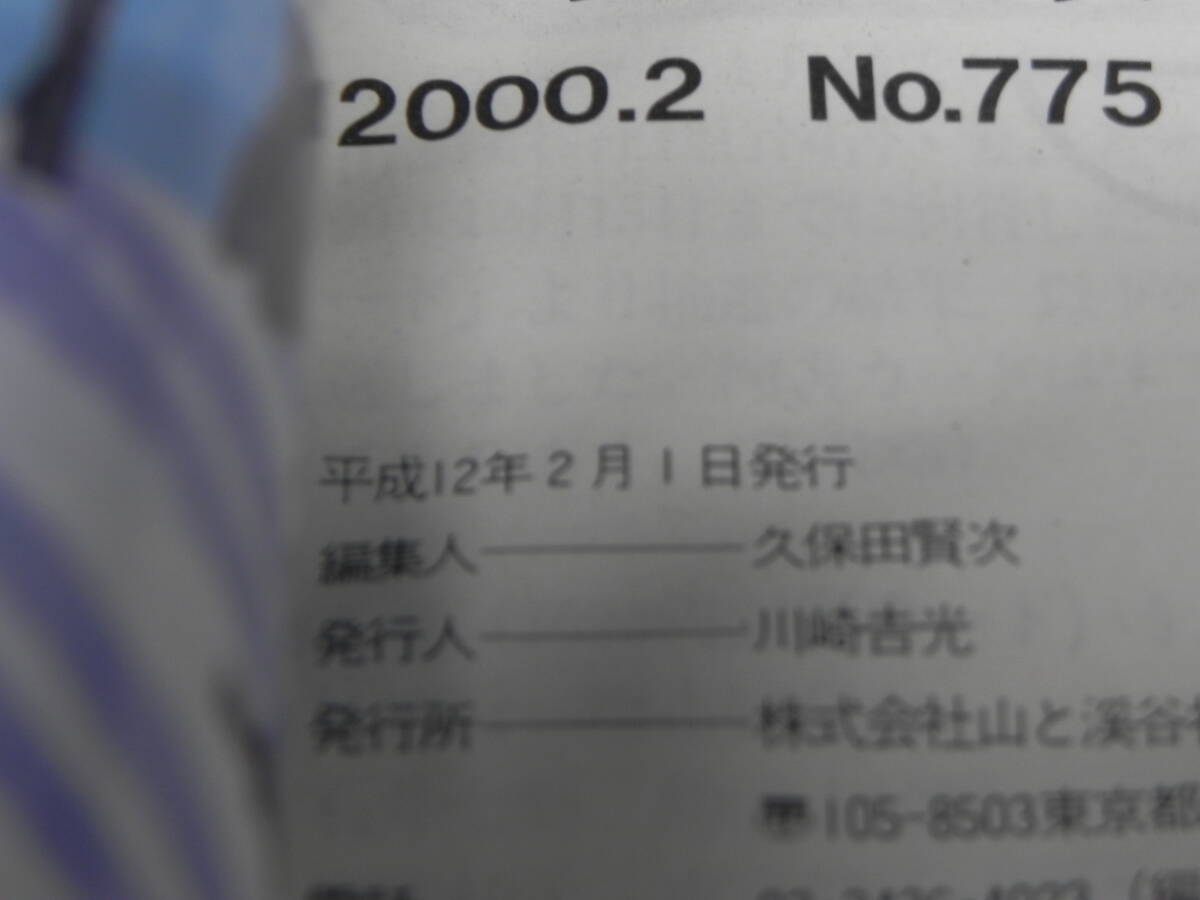 2000.2 No.775
平成12年2月1日発行
編集人――――久保田賢次
発行人――――川崎吉光
発行所――――株式会社山と溪谷
〠105-8503東京都